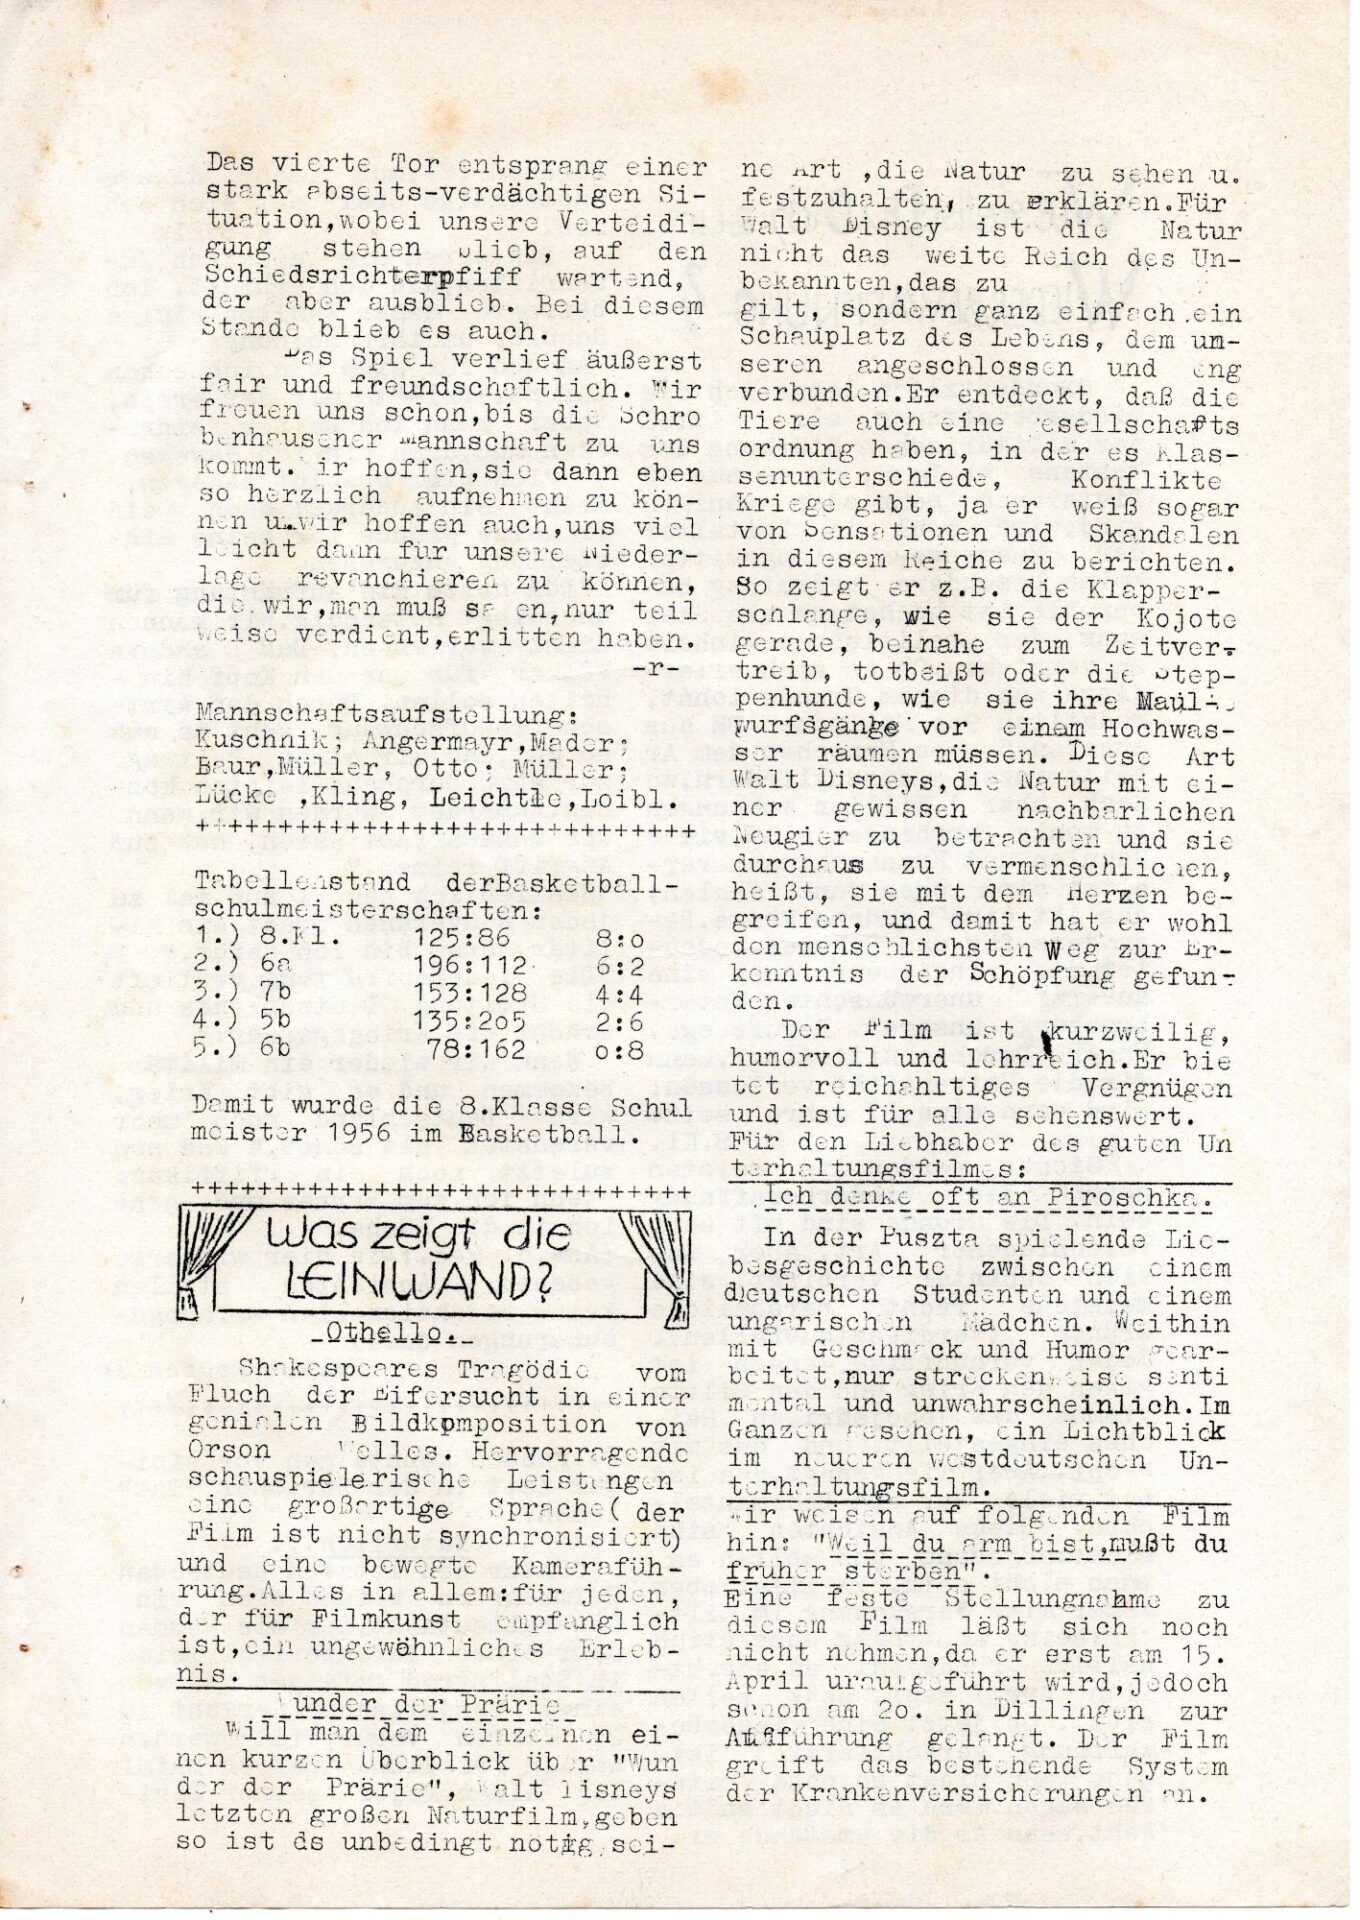 Das vierte Tor entsprang einer
stark abseits-verdächtigen Si-
tuation,wobei unsere Verteidi-
gung stehen blieb, auf den
Schiedsrichterpfiff wartend,
der aber ausblieb. Bei diesem
Stande blieb es auch.
Das Spiel verlief äußerst
fair und freundschaftlich. Wir
freuen uns schon,bis die Schro
benhausener Mannschaft zu uns
kommt. ir hoffen,sie dann eben
so herzlich aufnehmen zu kön-
nen u.wir hoffen auch,uns viel
leicht dann für unsere Nieder-
lage revanchieren zu können,
die wir,man muß sa en,nur teil
weise verdient,erlitten haben.
-r-
Mannschaftsaufstellung:
Kuschnik; Angermayr,Mader;
Baur,Müller, Otto; Müller;
Lücke ,Kling, Leichtle,Loibl.
++++++++++++++++++++++++++++++
Tabellenstand derBasketball-
schulmeisterschaften:
1.) 8.Kl. 125:86 8:o
2.) 6a 196:112 6:2
3.) 7b 153:128 4:4
4.) 5b 135:2o5 2:6
5.) 6b 78:162 o:8
Damit wurde die 8.Klasse Schul
meister 1956 im Basketball.
++++++++++++++++++++++++++++++
Was zeigt die
LEINWAND?
Othello.
Shakespeares Tragödie vom
Fluch der Eifersucht in einer
genialen Bildkomposition von
Orson Welles. Hervorragende
schauspielerische Leistungen
eine großartige Sprache( der
Film ist nicht synchronisiert)
und eine bewegte Kamerafüh-
rung.Alles in allem:für jeden,
der für Filmkunst empfänglich
ist,ein ungewöhnliches Erleb-
nis.
Wunder der Prärie
Will man dem einzelnen ei-
nen kurzen Überblick über "Wun
der der Prärie", Walt Disneys
letzten großen Naturfilm,geben
so ist ds unbedingt nötig,sei-
ne Art ,die Natur zu sehen u.
festzuhalten, zu erklären.Für
Walt Disney ist die Natur
nicht das weite Reich des Un-
bekannten,das zu
gilt, sondern ganz einfach ein
Schauplatz des Lebens, dem un-
seren angeschlossen und eng
verbunden.Er entdeckt, daß die
Tiere auch eine Gesellschafts
ordnung haben, in der es Klas-
senunterschiede, Konflikte
Kriege gibt, ja er weiß sogar
von Sensationen und Skandalen
in diesem Reiche zu berichten.
So zeigt er z.B. die Klapper-
schlange, wie sie der Kojote
gerade, beinahe zum Zeitver-
treib, totbeißt oder die Step-
penhunde, wie sie ihre Maul-
wurfsgänge vor einem Hochwas-
ser räumen müssen. Diese Art
Walt Disneys,die Natur mit ei-
ner gewissen nachbarlichen
Neugier zu betrachten und sie
durchaus zu vermenschlichen,
heißt, sie mit dem Herzen be-
greifen, und damit hat er wohl
den menschlichsten Weg zur Er-
kenntnis der Schöpfung gefun-
den.
Der Film ist kurzweilig,
humorvoll und lehrreich.Er bie
tet reichahltiges Vergnügen
und ist für alle sehenswert.
Für den Liebhaber des guten Un
terhaltungsfilmes:
Ich denke oft an Piroschka.
In der Puszta spielende Lie-
besgeschichte zwischen einem
deutschen Studenten und einem
ungarischen Mädchen. Weithin
mit Geschmack und Humor gear-
beitet,nur streckenweise senti
mental und unwahrscheinlich.Im
Ganzen gesehen, ein Lichtblick
im neueren westdeutschen Un-
terhaltungsfilm.
Wir weisen auf folgenden Film
hin: "Weil du arm bist,mußt du
früher sterben".
Eine feste Stellungnahme zu
diesem Film läßt sich noch
nicht nehmen,da er erst am 15.
April uraufgeführt wird,jedoch
schon am 2o. in Dillingen zur
Aufführung gelangt. Der Film
greift das bestehende System
der Krankenversicherungen an.